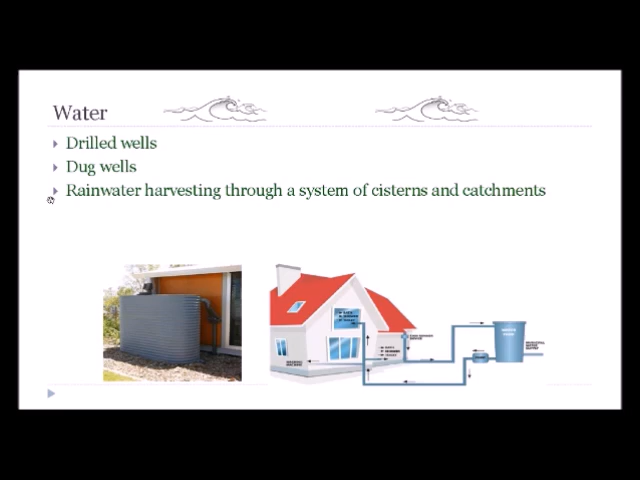 Water
Drilled wells
Dug wells
Rainwater harvesting through a system of cisterns and catchments